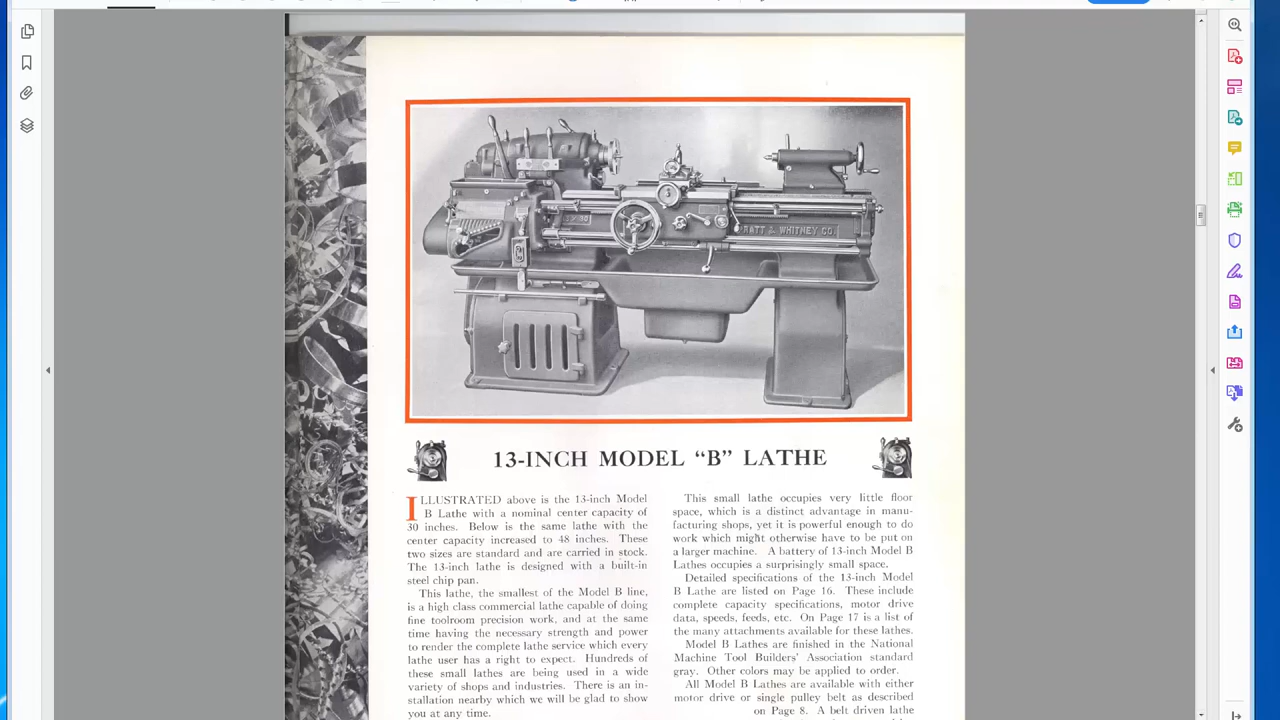 PRATT & WHITNEY CO.
13-INCH MODEL "B" LATHE
ILLUSTRATED above is the 13-inch Model
B Lathe with a nominal center capacity of
30 inches. Below is the same lathe with the
center capacity increased to 48 inches. These
two sizes are standard and are carried in stock.
The 13-inch lathe is designed with a built-in
steel chip pan.
This lathe, the smallest of the Model B line,
is a high class commercial lathe capable of doing
fine toolroom precision work, and at the same
time having the necessary strength and power
to render the complete lathe service which every
lathe user has a right to expect. Hundreds of
these small lathes are being used in a wide
variety of shops and industries. There is an in-
stallation nearby which we will be glad to show
you at any time.
This small lathe occupies very little floor
space, which is a distinct advantage in manu-
facturing shops, yet it is powerful enough to do
work which might otherwise have to be put on
a larger machine. A battery of 13-inch Model B
Lathes occupies a surprisingly small space.
Detailed specifications of the 13-inch Model
B Lathe are listed on Page 16. These include
complete capacity specifications, motor drive
data, speeds, feeds, etc. On Page 17 is a list of
the many attachments available for these lathes.
Model B Lathes are finished in the National
Machine Tool Builders' Association standard
gray. Other colors may be applied to order.
All Model B Lathes are available with either
motor drive or single pulley belt as described
on Page 8. A belt driven lathe